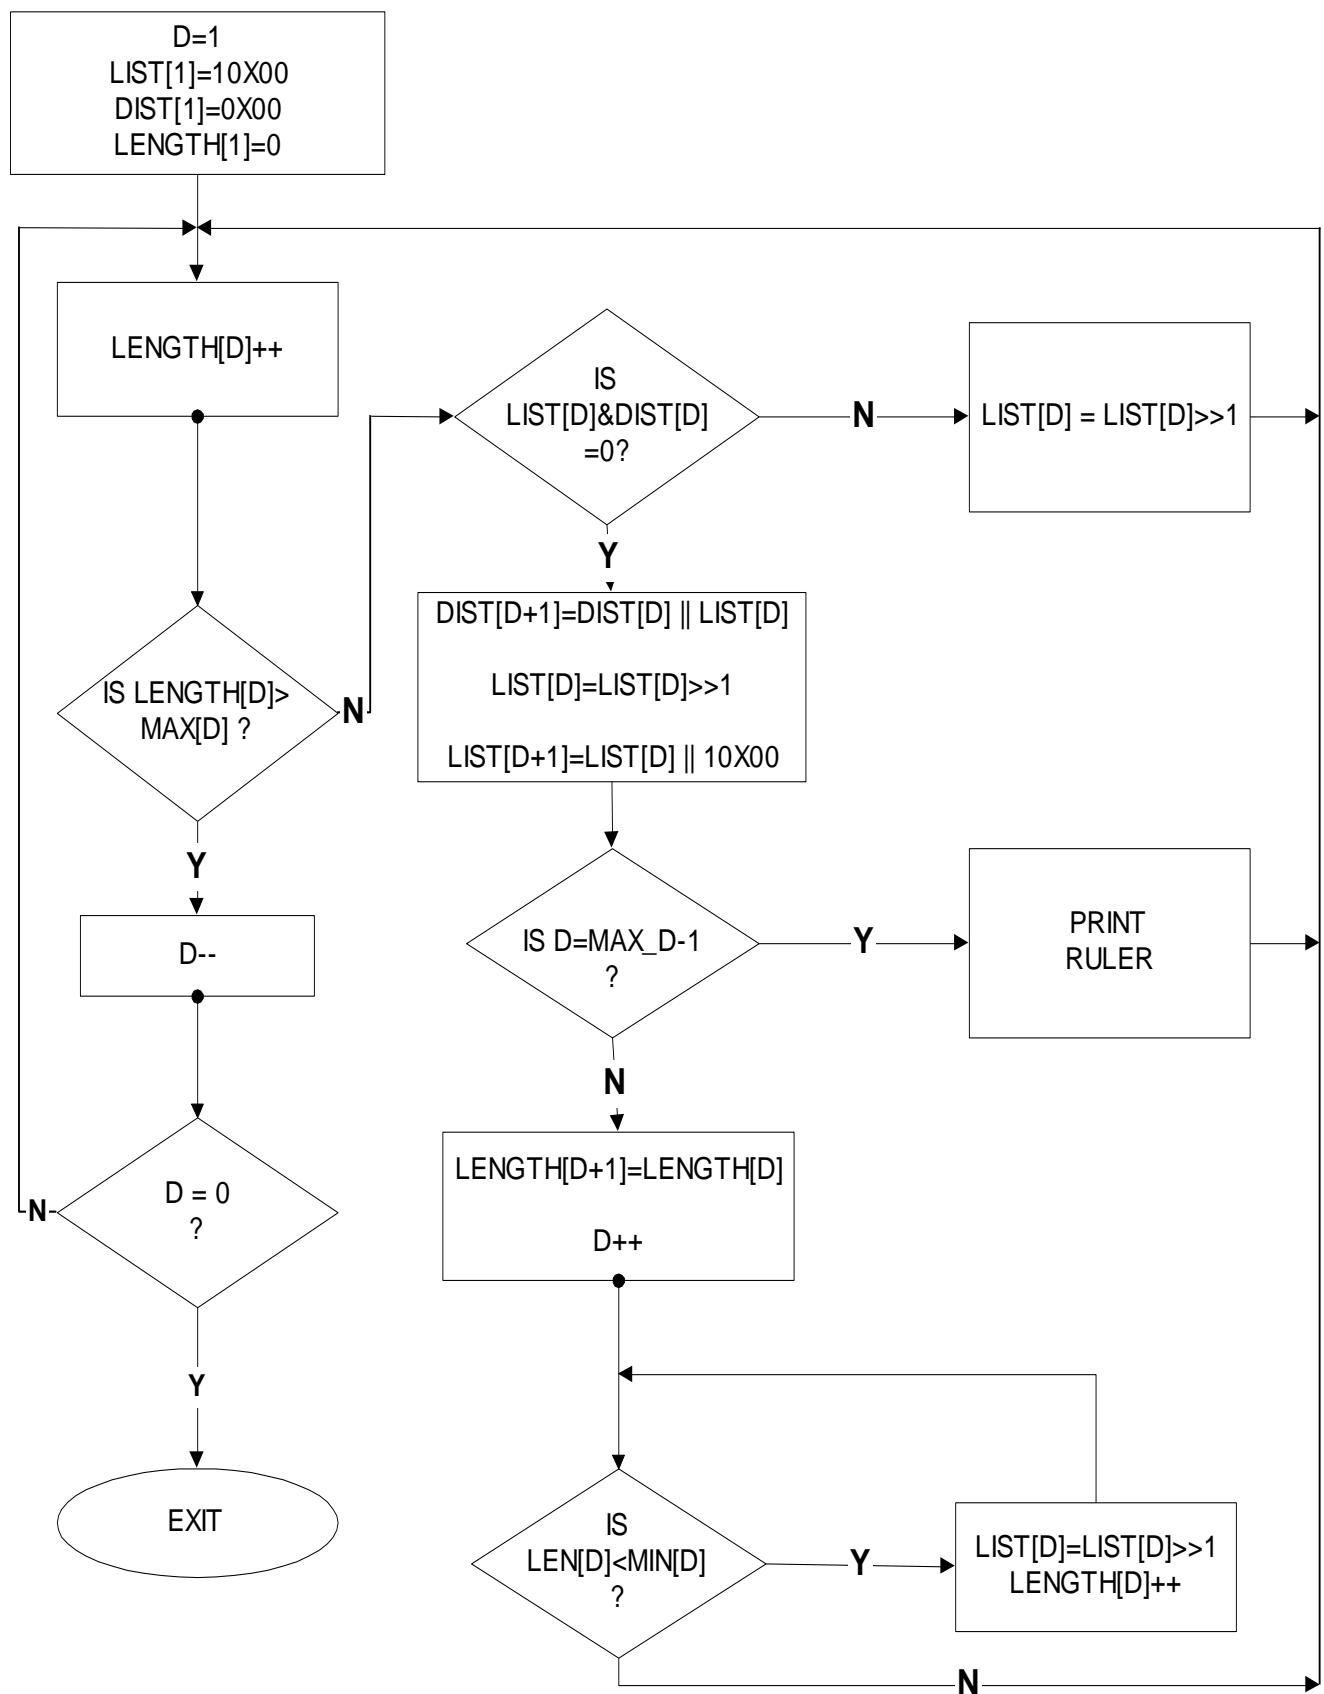 D=1
LIST[1]=10X00
DIST[1]=0X00
LENGTH[1]=0
LENGTH[D]++
IS
LIST[D]&DIST[D]
=0?
N
LIST[D] = LIST[D]>>1
Y
DIST[D+1]=DIST[D] || LIST[D]
LIST[D]=LIST[D]>>1
LIST[D+1]=LIST[D] || 10X00
IS LENGTH[D]>
MAX[D] ?
N
Y
D--
IS D=MAX_D-1
?
Y
PRINT
RULER
N
LENGTH[D+1]=LENGTH[D]
D++
D = 0
?
N
Y
EXIT
IS
LEN[D]<MIN[D]
?
Y
LIST[D]=LIST[D]>>1
LENGTH[D]++
N